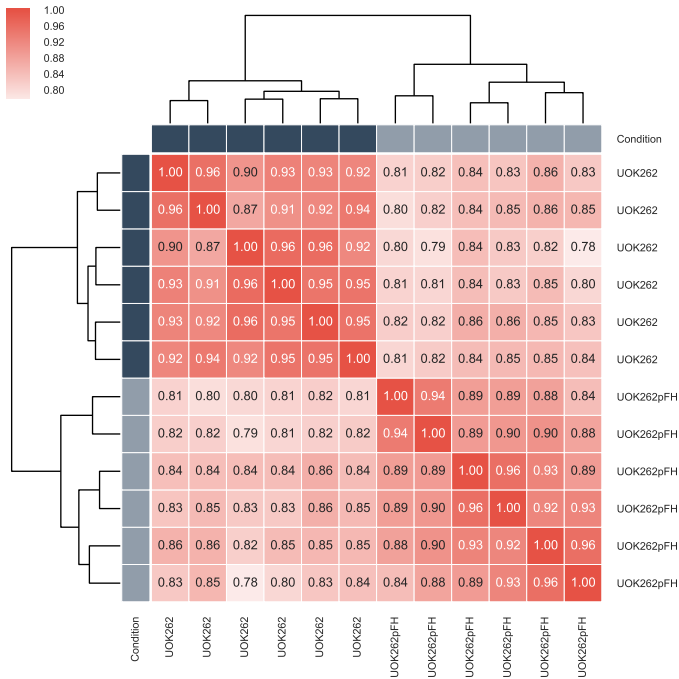 1.00
0.96
0.92
0.88
0.84
0.80
Condition
1.00 0.96 0.90 0.93 0.93 0.92 0.81 0.82 0.84 0.83 0.86 0.83 UOK262
0.96 1.00 0.87 0.91 0.92 0.94 0.80 0.82 0.84 0.85 0.86 0.85 UOK262
0.90 0.87 1.00 0.96 0.96 0.92 0.80 0.79 0.84 0.83 0.82 0.78 UOK262
0.93 0.91 0.96 1.00 0.95 0.95 0.81 0.81 0.84 0.83 0.85 0.80 UOK262
0.93 0.92 0.96 0.95 1.00 0.95 0.82 0.82 0.86 0.86 0.85 0.83 UOK262
0.92 0.94 0.92 0.95 0.95 1.00 0.81 0.82 0.84 0.85 0.85 0.84 UOK262
0.81 0.80 0.80 0.81 0.82 0.81 1.00 0.94 0.89 0.89 0.88 0.84 UOK262pFH
0.82 0.82 0.79 0.81 0.82 0.82 0.94 1.00 0.89 0.90 0.90 0.88 UOK262pFH
0.84 0.84 0.84 0.84 0.86 0.84 0.89 0.89 1.00 0.96 0.93 0.89 UOK262pFH
0.83 0.85 0.83 0.83 0.86 0.85 0.89 0.90 0.96 1.00 0.92 0.93 UOK262pFH
0.86 0.86 0.82 0.85 0.85 0.85 0.88 0.90 0.93 0.92 1.00 0.96 UOK262pFH
0.83 0.85 0.78 0.80 0.83 0.84 0.84 0.88 0.89 0.93 0.96 1.00 UOK262pFH
Condition
UOK262
UOK262
UOK262
UOK262
UOK262
UOK262
UOK262pFH
UOK262pFH
UOK262pFH
UOK262pFH
UOK262pFH
UOK262pFH